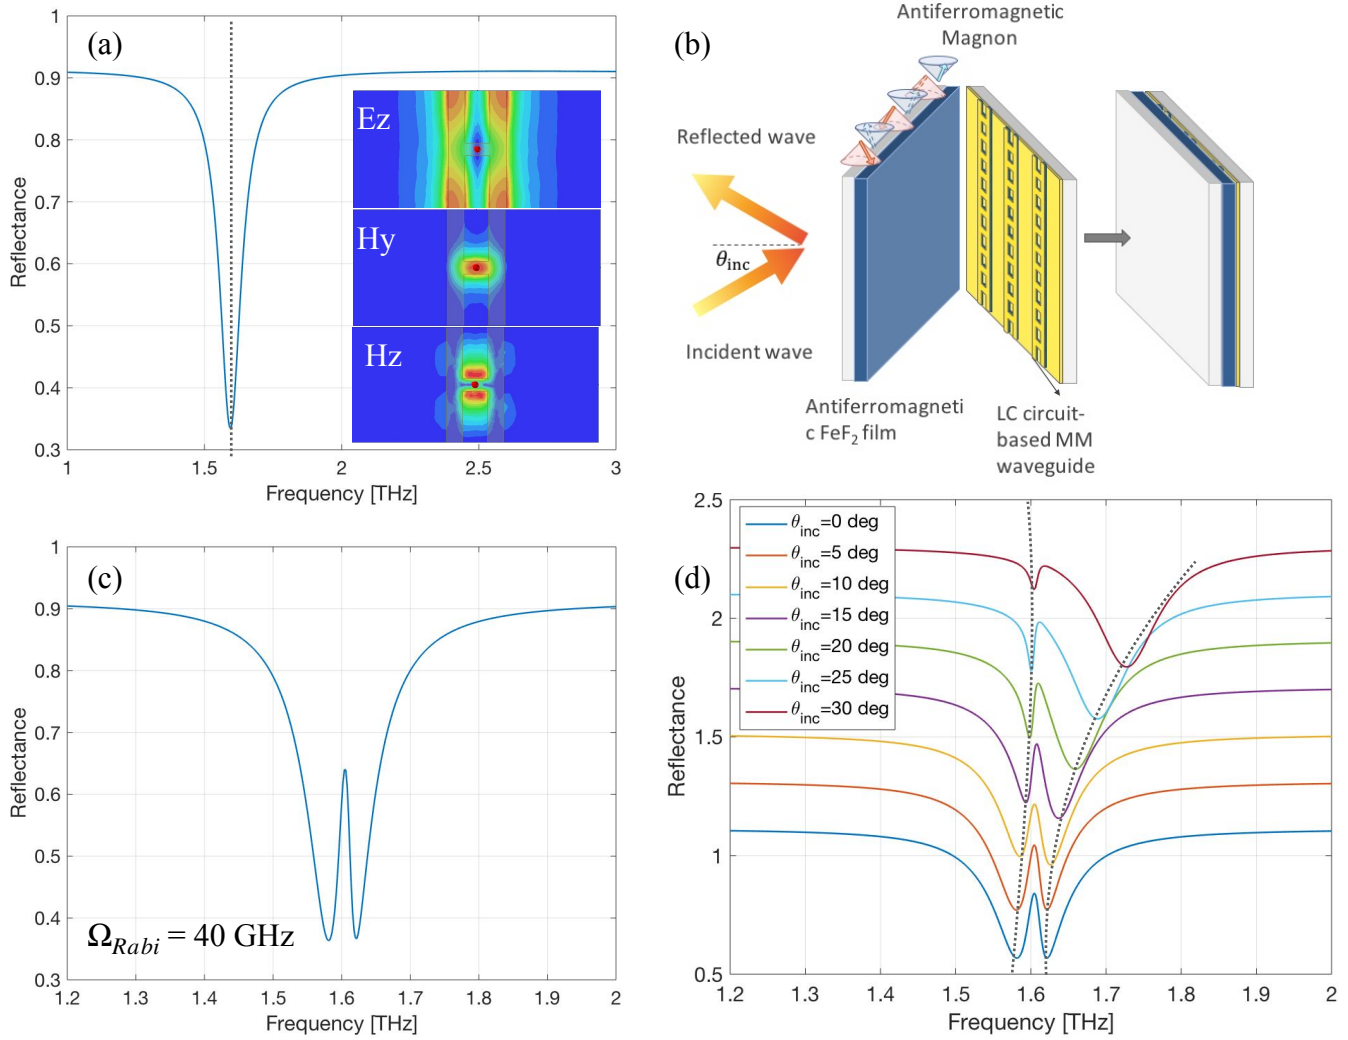 (a)
1
0.9
0.8
0.7
0.6
0.5
0.4
0.3
Reflectance
Ez
Hy
Hz
1 1.5 2 2.5 3
Frequency [THz]
(b)
Antiferromagnetic
Magnon
Reflected wave
θinc
Incident wave
Antiferromagneti
c FeF2 film
LC circuit-
based MM
waveguide
(c)
1
0.9
0.8
0.7
0.6
0.5
0.4
0.3
Reflectance
ΩRabi = 40 GHz
1.2 1.3 1.4 1.5 1.6 1.7 1.8 1.9 2
Frequency [THz]
(d)
2.5
2
1.5
1
0.5
Reflectance
θinc=0 deg
θinc=5 deg
θinc=10 deg
θinc=15 deg
θinc=20 deg
θinc=25 deg
θinc=30 deg
1.2 1.3 1.4 1.5 1.6 1.7 1.8 1.9 2
Frequency [THz]